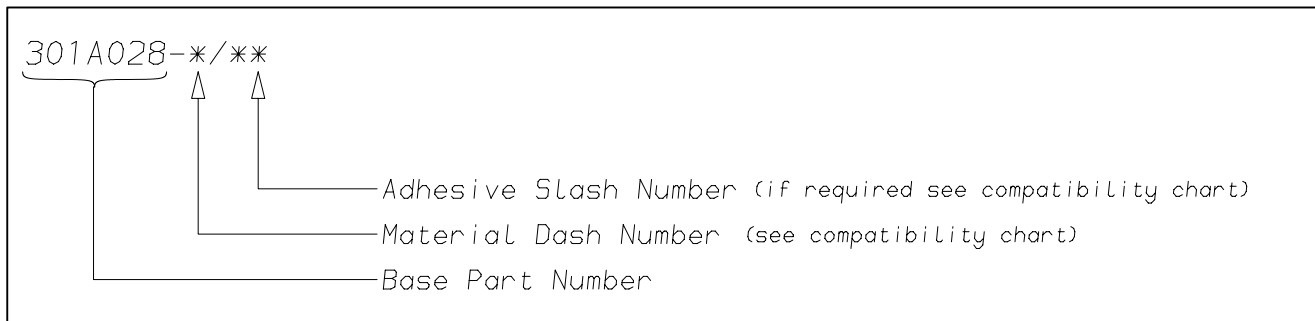 301A028-*/**
Adhesive Slash Number (if required see compatibility chart)
Material Dash Number (see compatibility chart)
Base Part Number